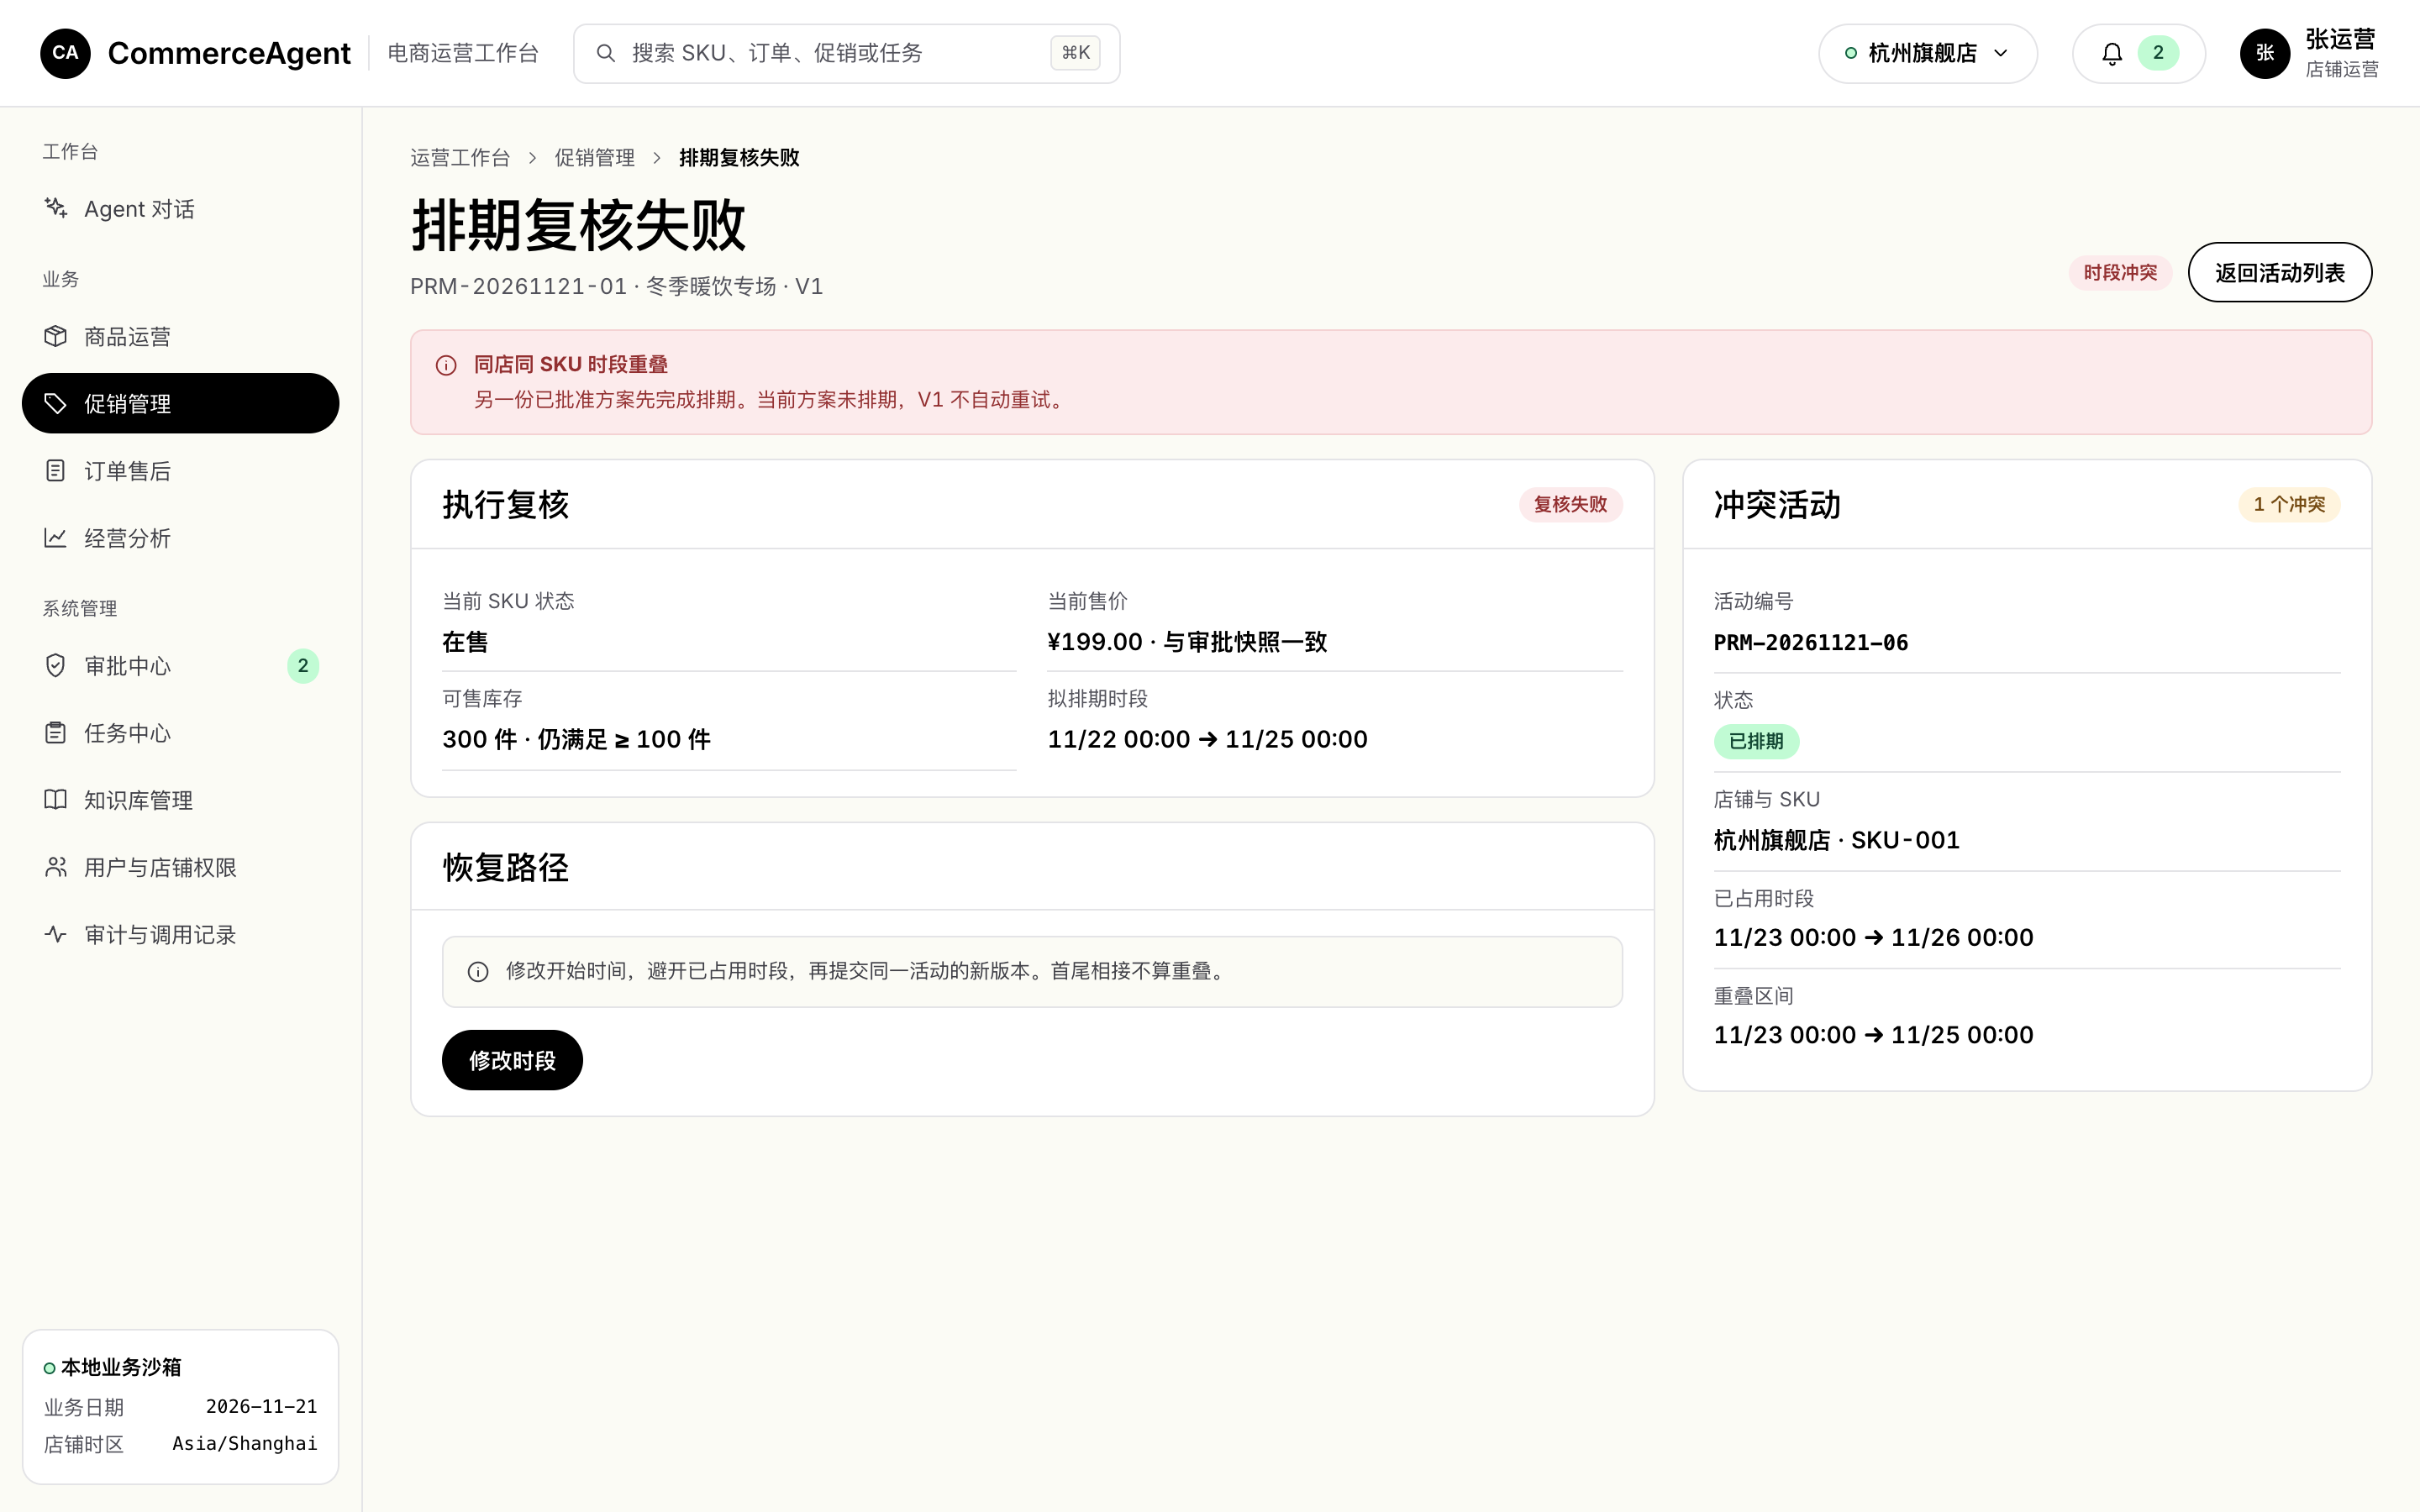 CA CommerceAgent 电商运营工作台 搜索 SKU、订单、促销或任务 ⌘K 杭州旗舰店 2 张 张运营
店铺运营
工作台
Agent 对话
业务
商品运营
促销管理
订单售后
经营分析
系统管理
审批中心 2
任务中心
知识库管理
用户与店铺权限
审计与调用记录
本地业务沙箱
业务日期 2026-11-21
店铺时区 Asia/Shanghai
运营工作台 > 促销管理 > 排期复核失败
排期复核失败
PRM-20261121-01 · 冬季暖饮专场 · V1
时段冲突 返回活动列表
同店同 SKU 时段重叠
另一份已批准方案先完成排期。当前方案未排期，V1 不自动重试。
执行复核 复核失败
当前 SKU 状态
在售
当前售价
¥199.00 · 与审批快照一致
可售库存
300 件 · 仍满足 ≥ 100 件
拟排期时段
11/22 00:00 → 11/25 00:00
恢复路径
修改开始时间，避开已占用时段，再提交同一活动的新版本。首尾相接不算重叠。
修改时段
冲突活动 1 个冲突
活动编号
PRM-20261121-06
状态
已排期
店铺与 SKU
杭州旗舰店 · SKU-001
已占用时段
11/23 00:00 → 11/26 00:00
重叠区间
11/23 00:00 → 11/25 00:00